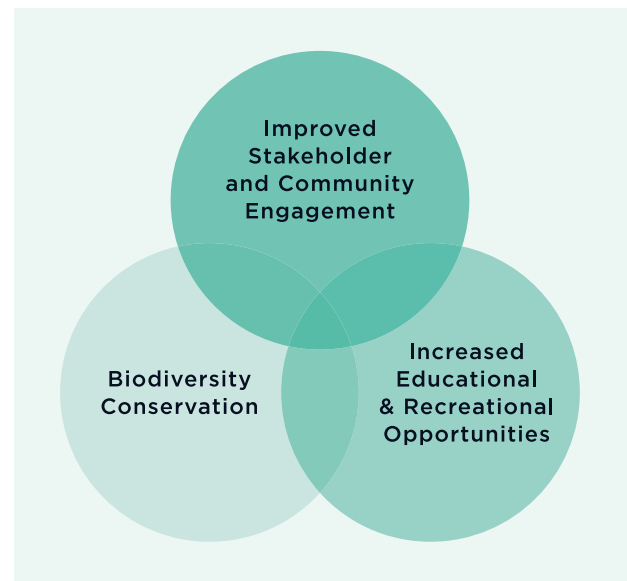 Improved
Stakeholder
and Community
Engagement
Biodiversity
Conservation
Increased
Educational
& Recreational
Opportunities